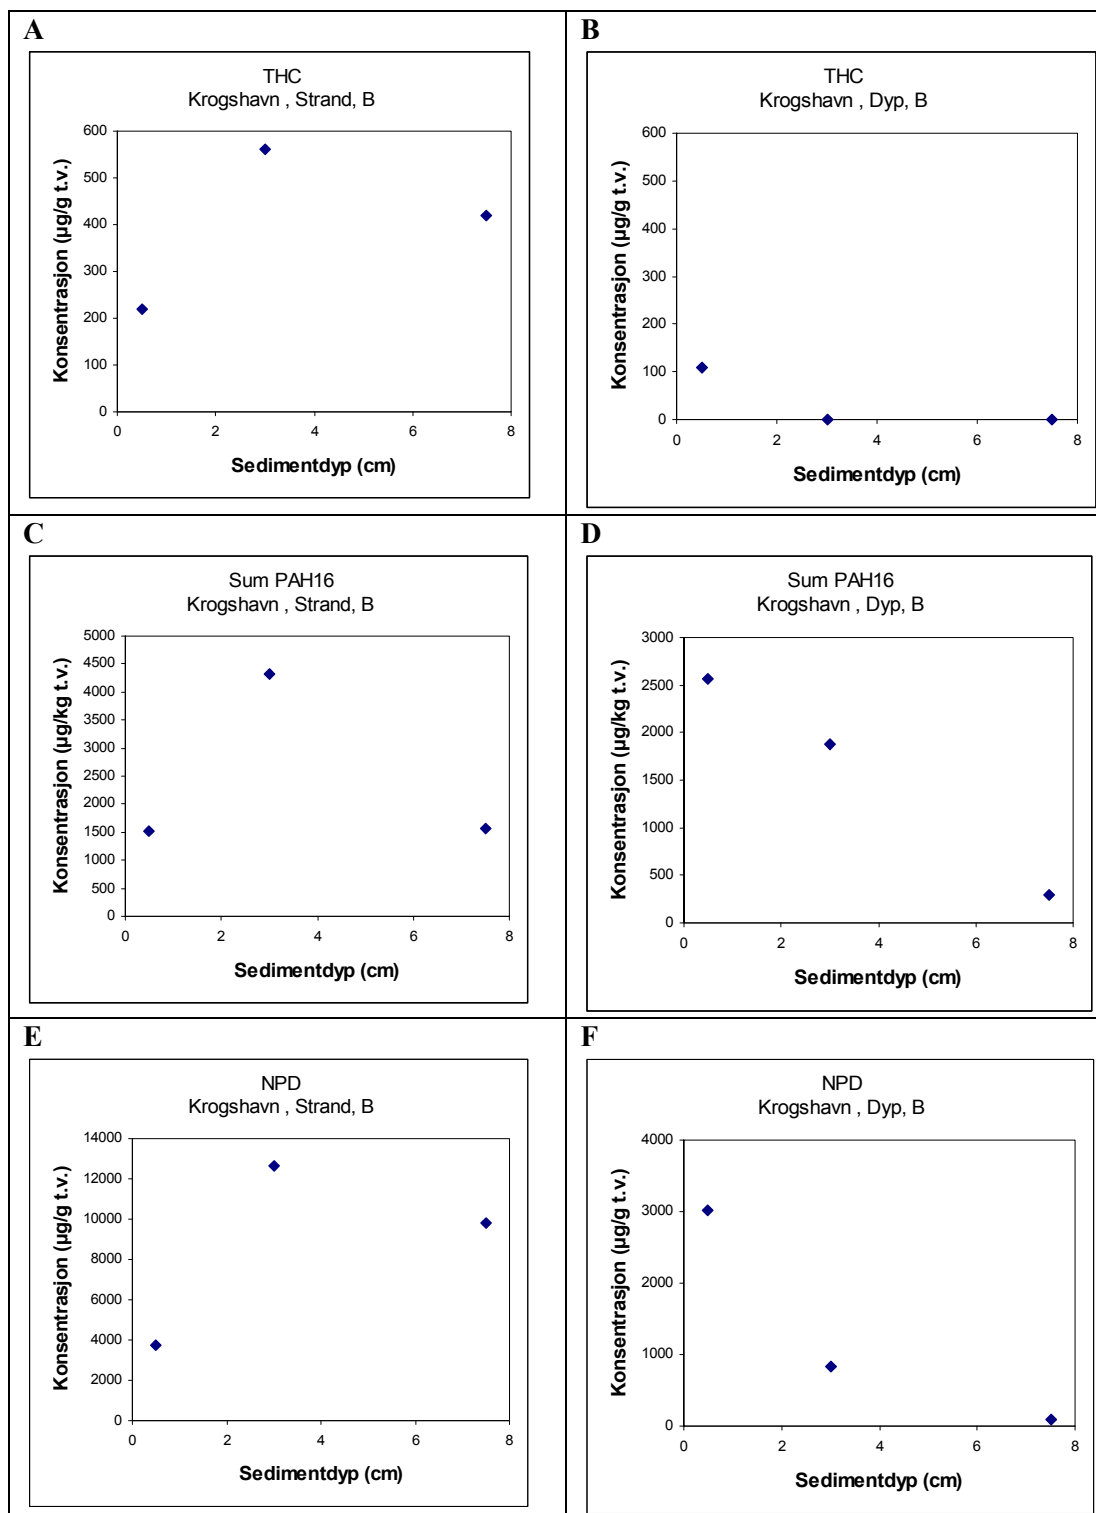 A
THC
Krogshavn , Strand, B
Konsentrasjon (µg/g t.v.)
600
500
400
300
200
100
0
0 2 4 6 8
Sedimentdyp (cm)
B
THC
Krogshavn , Dyp, B
Konsentrasjon (µg/g t.v.)
600
500
400
300
200
100
0
0 2 4 6 8
Sedimentdyp (cm)
C
Sum PAH16
Krogshavn , Strand, B
Konsentrasjon (µg/kg t.v.)
5000
4500
4000
3500
3000
2500
2000
1500
1000
500
0
0 2 4 6 8
Sedimentdyp (cm)
D
Sum PAH16
Krogshavn , Dyp, B
Konsentrasjon (µg/kg t.v.)
3000
2500
2000
1500
1000
500
0
0 2 4 6 8
Sedimentdyp (cm)
E
NPD
Krogshavn , Strand, B
Konsentrasjon (µg/g t.v.)
14000
12000
10000
8000
6000
4000
2000
0
0 2 4 6 8
Sedimentdyp (cm)
F
NPD
Krogshavn , Dyp, B
Konsentrasjon (µg/g t.v.)
4000
3000
2000
1000
0
0 2 4 6 8
Sedimentdyp (cm)